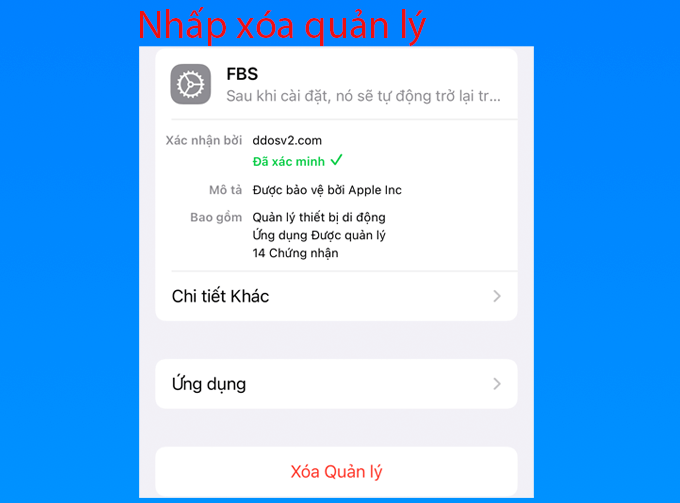 Nhấp xóa quản lý
FBS
Sau khi cài đặt, nó sẽ tự động trở lại tr...
Xác nhận bởi ddosv2.com
Đã xác minh ✓
Mô tả Được bảo vệ bởi Apple Inc
Bao gồm Quản lý thiết bị di động
Ứng dụng Được quản lý
14 Chứng nhận
Chi tiết Khác
Ứng dụng
Xóa Quản lý